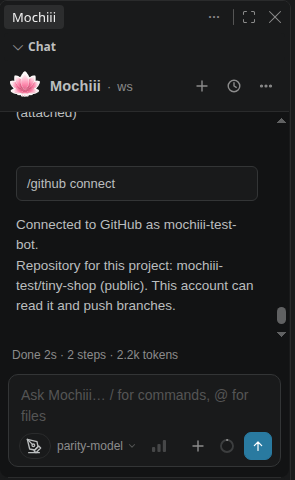 Mochiii
Chat
Mochiii · ws
(attached)
/github connect
Connected to GitHub as mochiii-test-
bot.
Repository for this project: mochiii-
test/tiny-shop (public). This account can
read it and push branches.
Done 2s · 2 steps · 2.2k tokens
Ask Mochiii… / for commands, @ for
files
parity-model